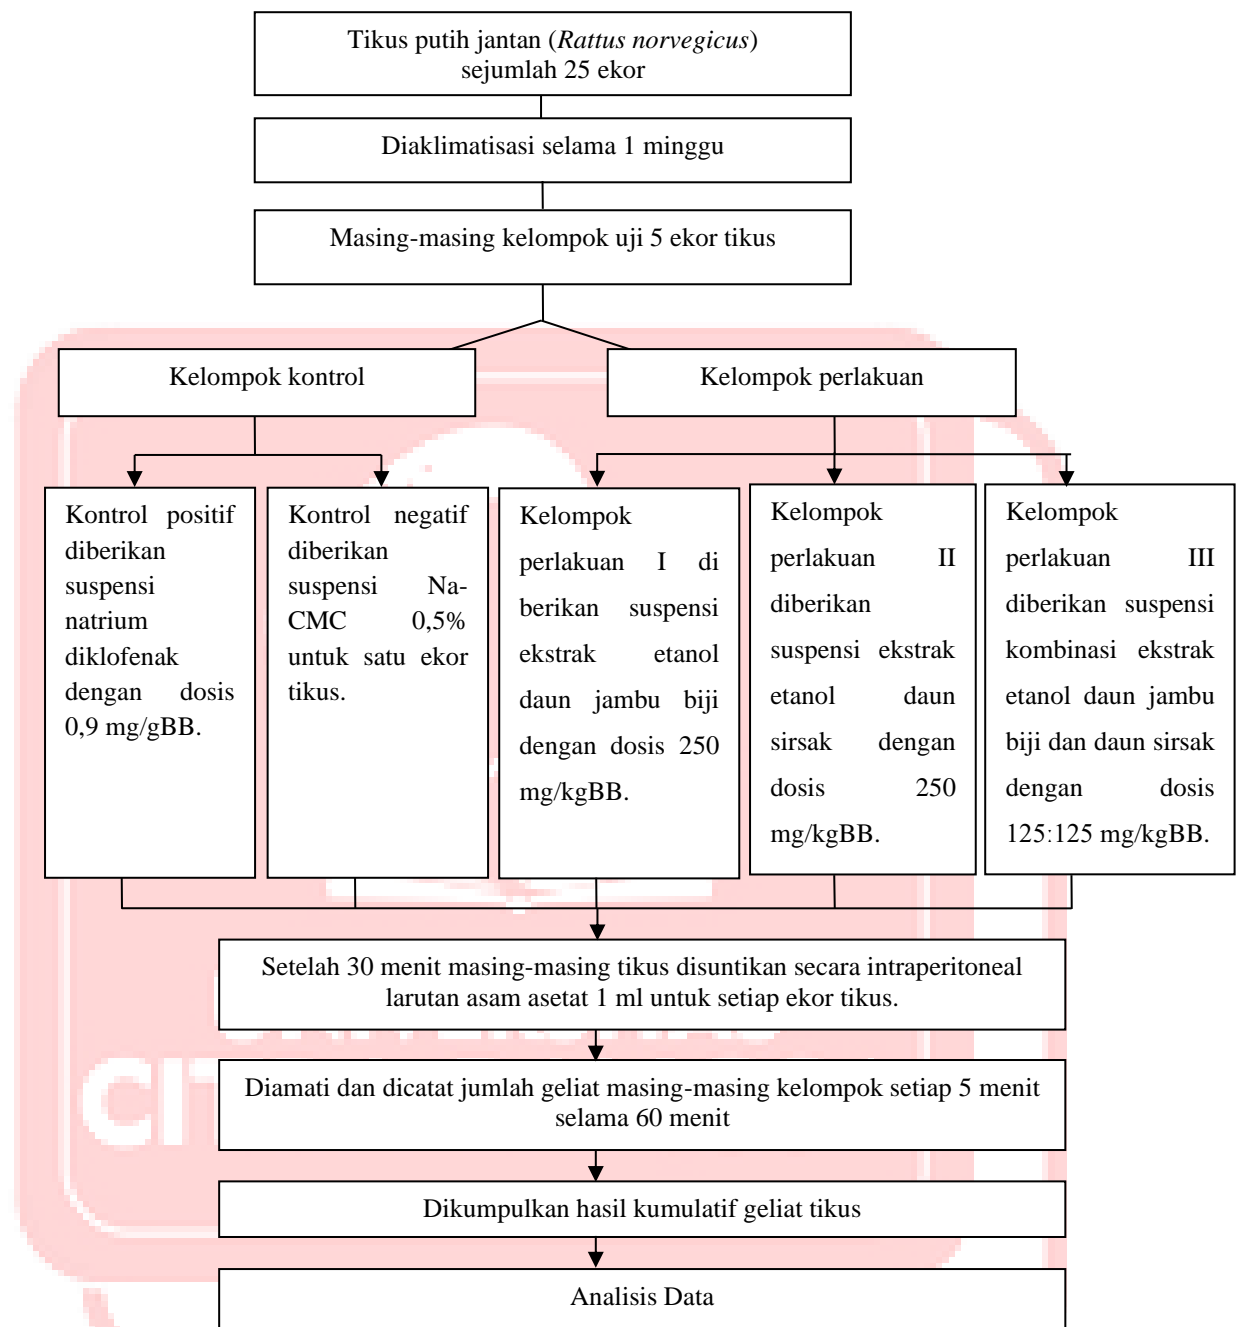 Tikus putih jantan (Rattus norvegicus)
sejumlah 25 ekor
Diaklimatisasi selama 1 minggu
Masing-masing kelompok uji 5 ekor tikus
Kelompok kontrol
Kelompok perlakuan
Kontrol positif
diberikan
suspensi
natrium
diklofenak
dengan dosis
0,9 mg/gBB.
Kontrol negatif
diberikan
suspensi Na-
CMC 0,5%
untuk satu ekor
tikus.
Kelompok
perlakuan I di
berikan suspensi
ekstrak etanol
daun jambu biji
dengan dosis 250
mg/kgBB.
Kelompok
perlakuan II
diberikan
suspensi ekstrak
etanol daun
sirsak dengan
dosis 250
mg/kgBB.
Kelompok
perlakuan III
diberikan suspensi
kombinasi ekstrak
etanol daun jambu
biji dan daun sirsak
dengan dosis
125:125 mg/kgBB.
Setelah 30 menit masing-masing tikus disuntikan secara intraperitoneal
larutan asam asetat 1 ml untuk setiap ekor tikus.
Diamati dan dicatat jumlah geliat masing-masing kelompok setiap 5 menit
selama 60 menit
Dikumpulkan hasil kumulatif geliat tikus
Analisis Data